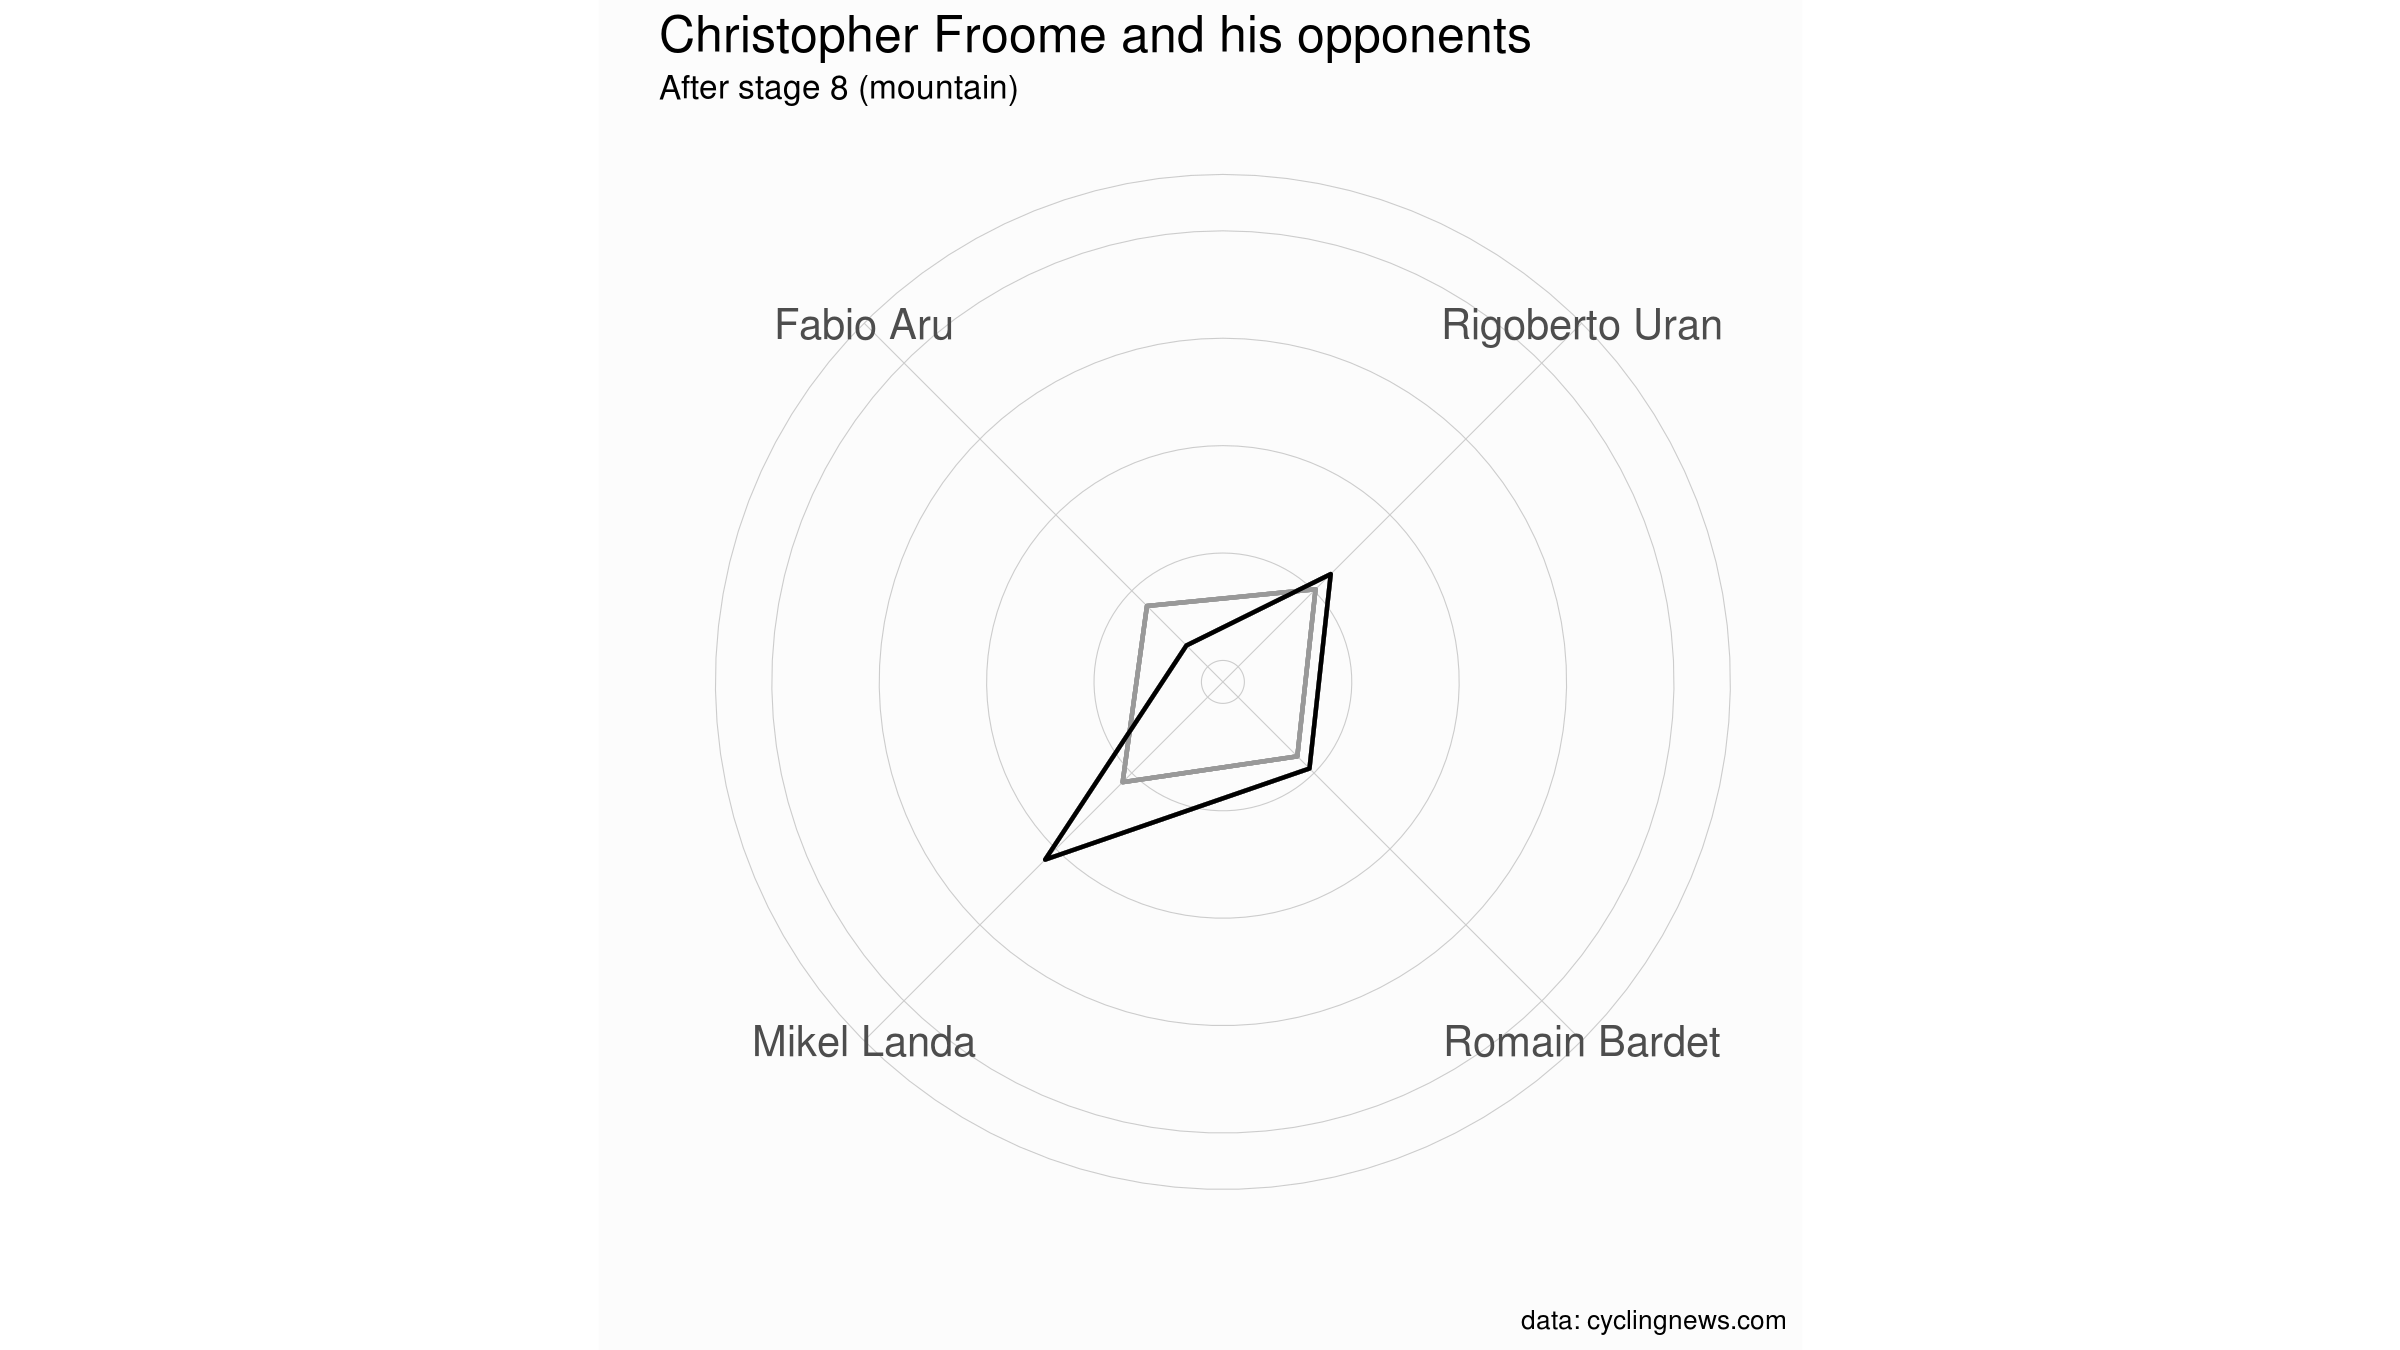 Christopher Froome and his opponents
After stage 8 (mountain)
Fabio Aru
Rigoberto Uran
Mikel Landa
Romain Bardet
data: cyclingnews.com